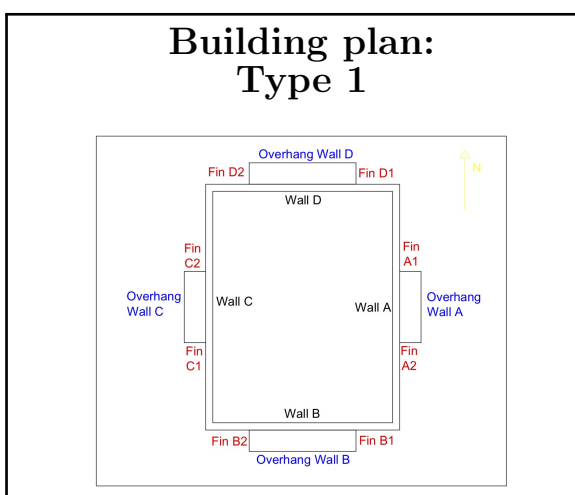 Building plan:
Type 1
Overhang Wall D
Fin D2
Fin D1
N
Wall D
Fin
C2
Fin
A1
Overhang
Wall C
Wall C
Wall A
Overhang
Wall A
Fin
C1
Fin
A2
Wall B
Fin B2
Fin B1
Overhang Wall B